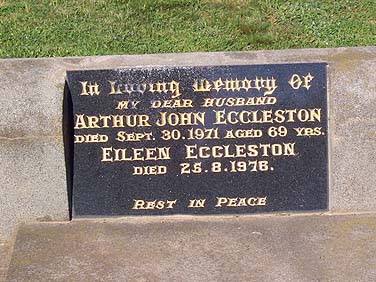 In Loving Memory Of
MY DEAR HUSBAND
ARTHUR JOHN ECCLESTON
DIED SEPT. 30.1971 AGED 69 YRS.
EILEEN ECCLESTON
DIED 25.8.1976.
REST IN PEACE